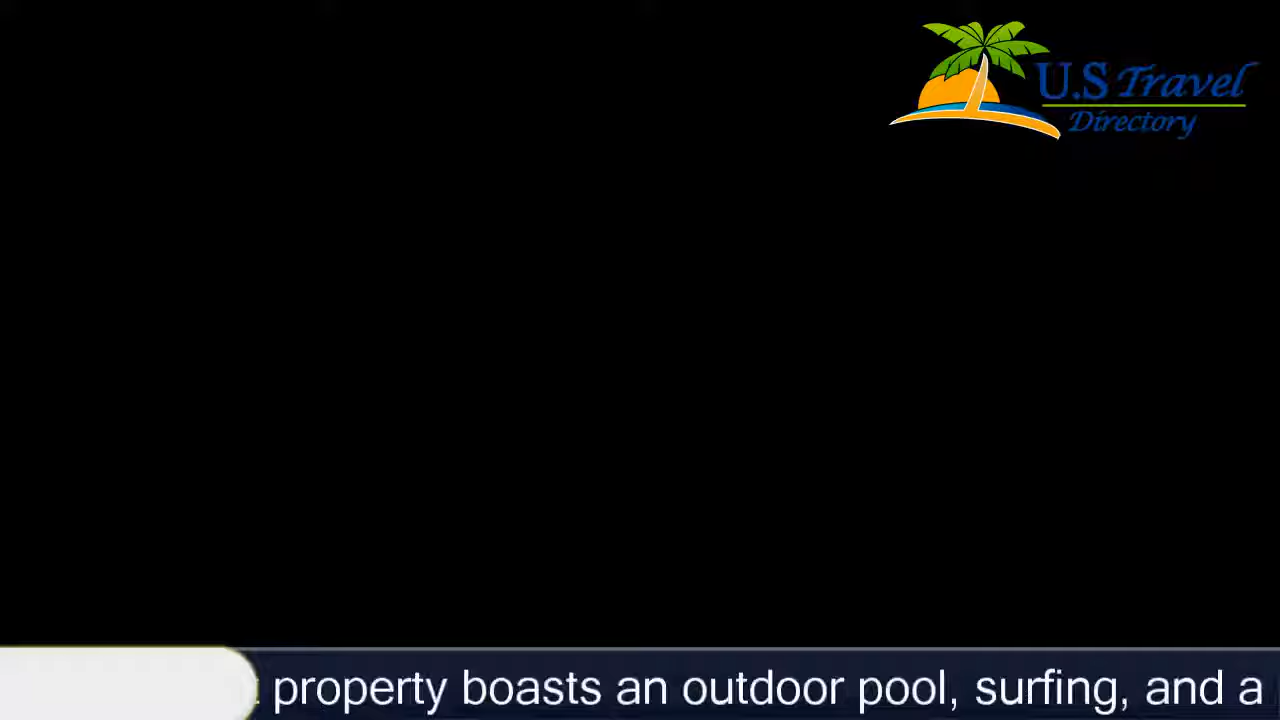 U.S Travel
Directory
property boasts an outdoor pool, surfing, and a